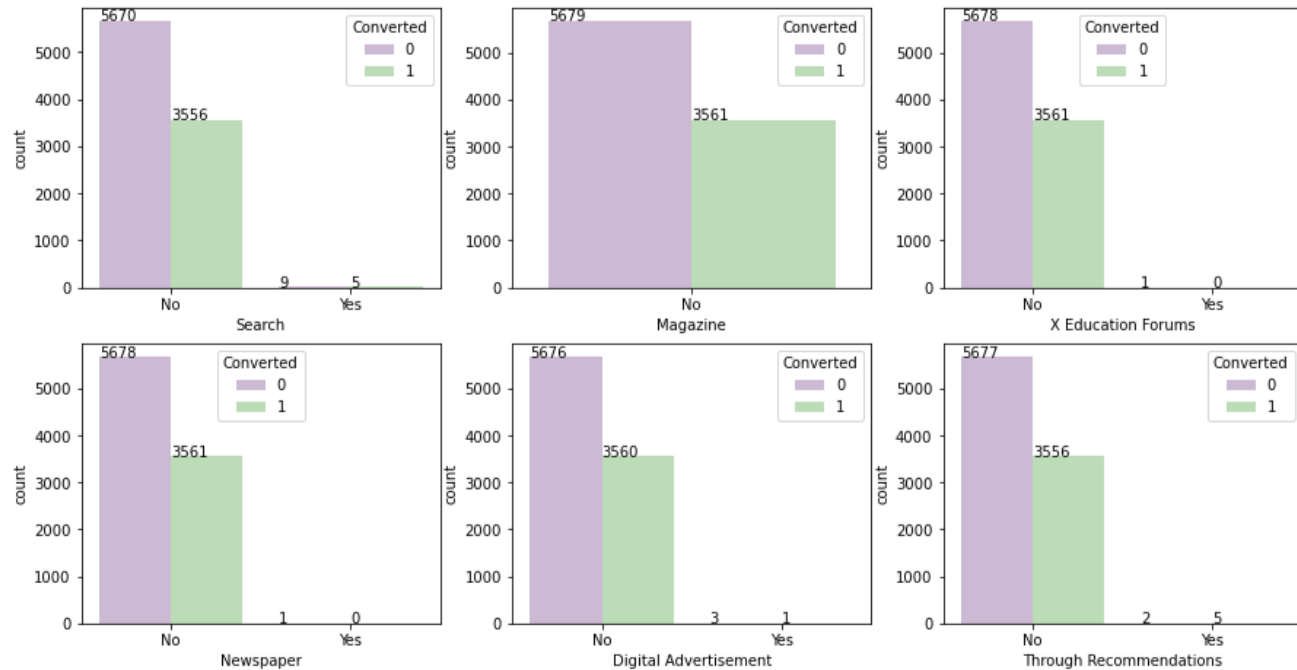 5670
Converted
0
1
3556
9
5
count
5000
4000
3000
2000
1000
0
No
Yes
Search
5679
Converted
0
1
3561
count
5000
4000
3000
2000
1000
0
No
Magazine
5678
Converted
0
1
3561
1
0
count
5000
4000
3000
2000
1000
0
No
Yes
X Education Forums
5678
Converted
0
1
3561
1
0
count
5000
4000
3000
2000
1000
0
No
Yes
Newspaper
5676
Converted
0
1
3560
3
1
count
5000
4000
3000
2000
1000
0
No
Yes
Digital Advertisement
5677
Converted
0
1
3556
2
5
count
5000
4000
3000
2000
1000
0
No
Yes
Through Recommendations